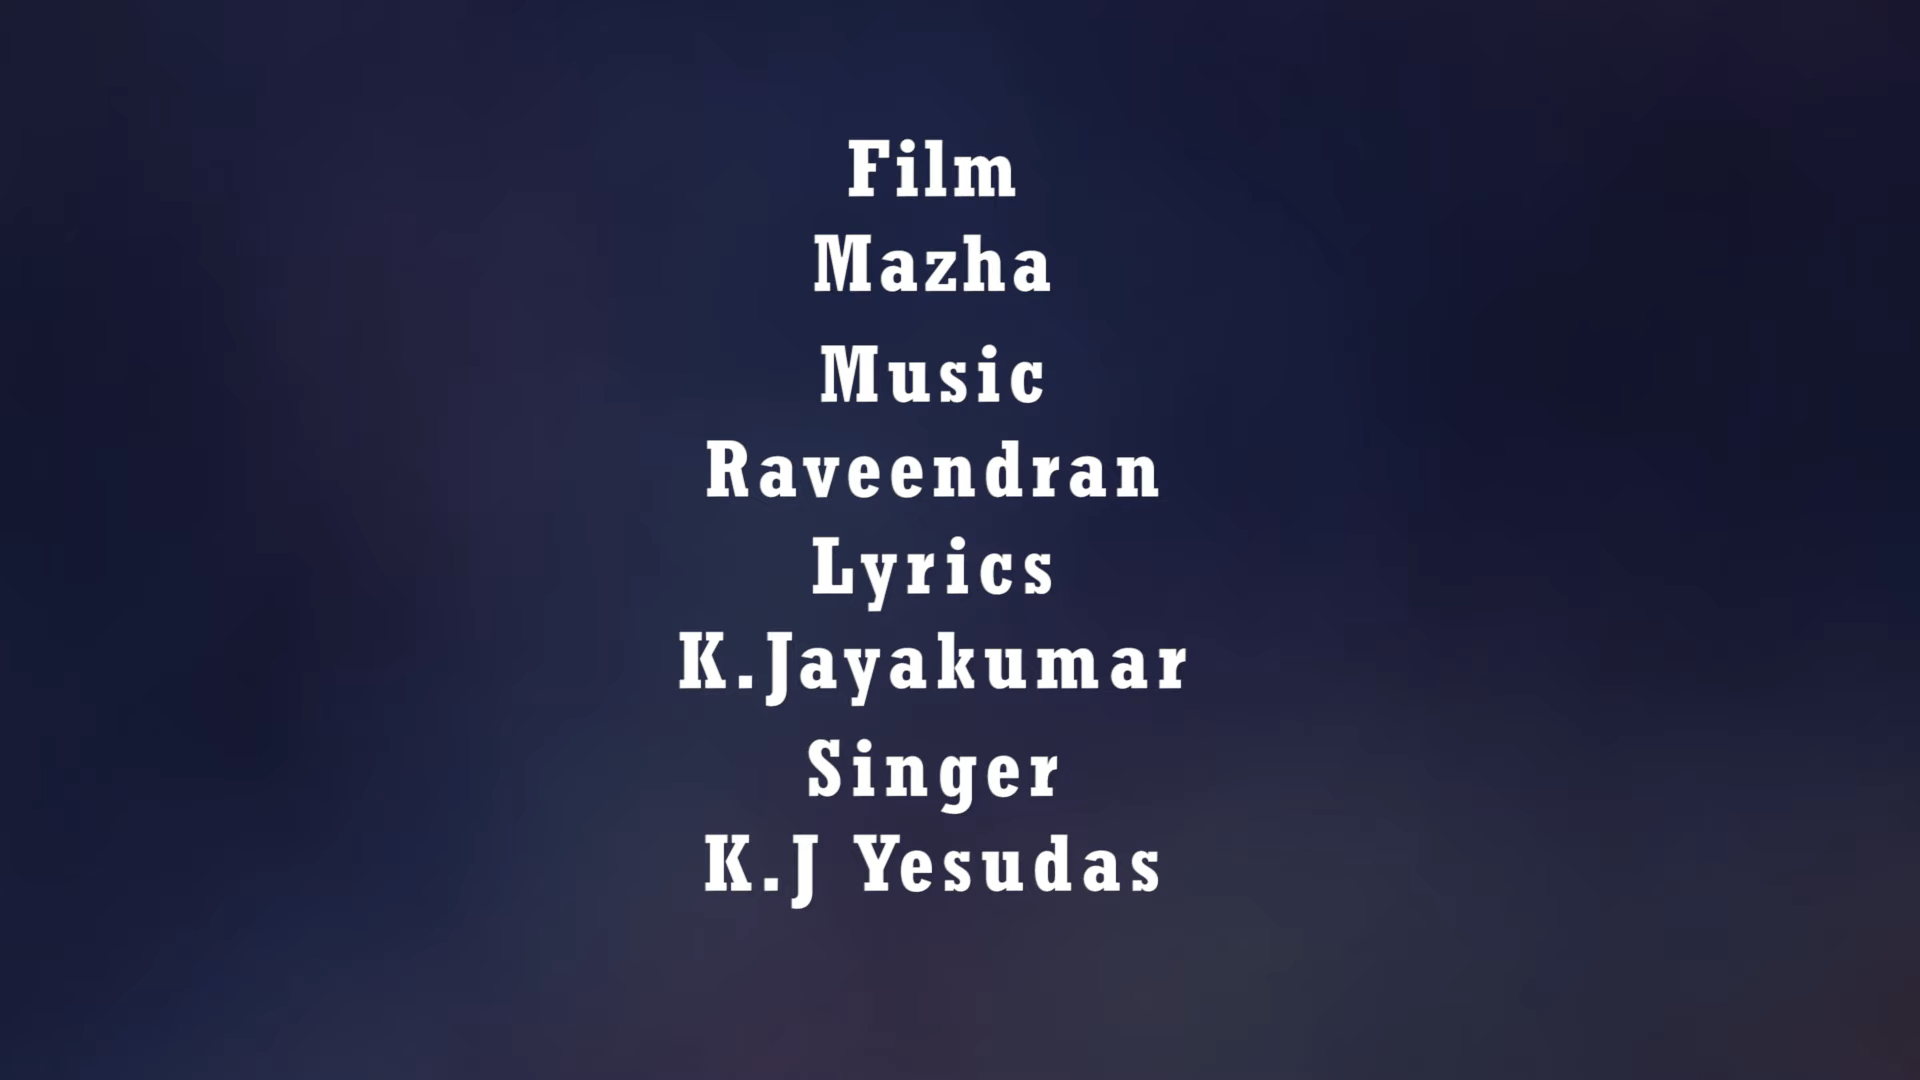 Film
Mazha
Music
Raveendran
Lyrics
K.Jayakumar
Singer
K.J Yesudas